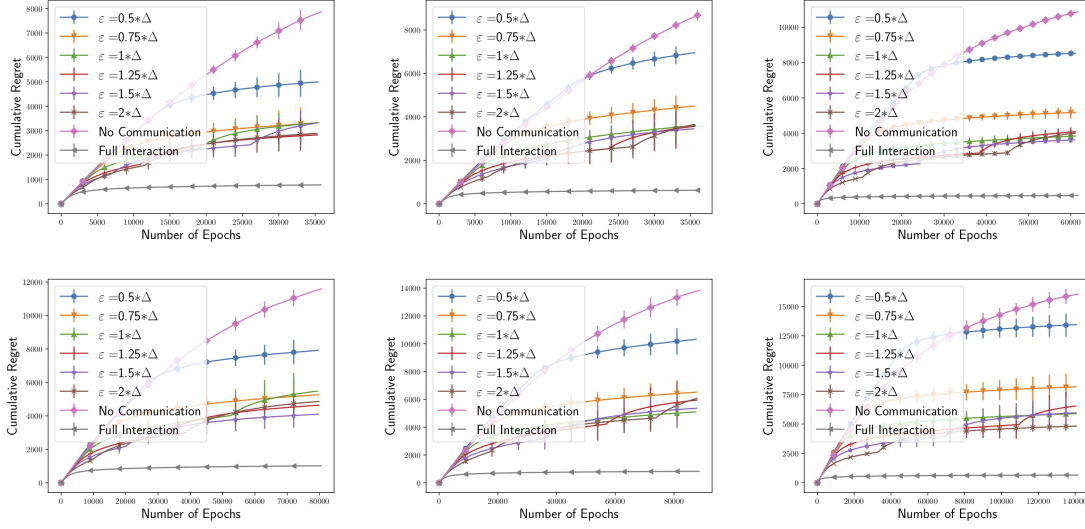 8000
7000
6000
5000
4000
3000
2000
1000
0
Cumulative Regret
ε =0.5*Δ
ε =0.75*Δ
ε =1*Δ
ε =1.25*Δ
ε =1.5*Δ
ε =2*Δ
No Communication
Full Interaction
0 5000 10000 15000 20000 25000 30000 35000
Number of Epochs
8000
6000
4000
2000
0
Cumulative Regret
ε =0.5*Δ
ε =0.75*Δ
ε =1*Δ
ε =1.25*Δ
ε =1.5*Δ
ε =2*Δ
No Communication
Full Interaction
0 5000 10000 15000 20000 25000 30000 35000
Number of Epochs
10000
8000
6000
4000
2000
0
Cumulative Regret
ε =0.5*Δ
ε =0.75*Δ
ε =1*Δ
ε =1.25*Δ
ε =1.5*Δ
ε =2*Δ
No Communication
Full Interaction
0 10000 20000 30000 40000 50000 60000
Number of Epochs
12000
10000
8000
6000
4000
2000
0
Cumulative Regret
ε =0.5*Δ
ε =0.75*Δ
ε =1*Δ
ε =1.25*Δ
ε =1.5*Δ
ε =2*Δ
No Communication
Full Interaction
0 10000 20000 30000 40000 50000 60000 70000 80000
Number of Epochs
14000
12000
10000
8000
6000
4000
2000
0
Cumulative Regret
ε =0.5*Δ
ε =0.75*Δ
ε =1*Δ
ε =1.25*Δ
ε =1.5*Δ
ε =2*Δ
No Communication
Full Interaction
0 20000 40000 60000 80000
Number of Epochs
15000
12500
10000
7500
5000
2500
0
Cumulative Regret
ε =0.5*Δ
ε =0.75*Δ
ε =1*Δ
ε =1.25*Δ
ε =1.5*Δ
ε =2*Δ
No Communication
Full Interaction
0 20000 40000 60000 80000 100000 120000 140000
Number of Epochs